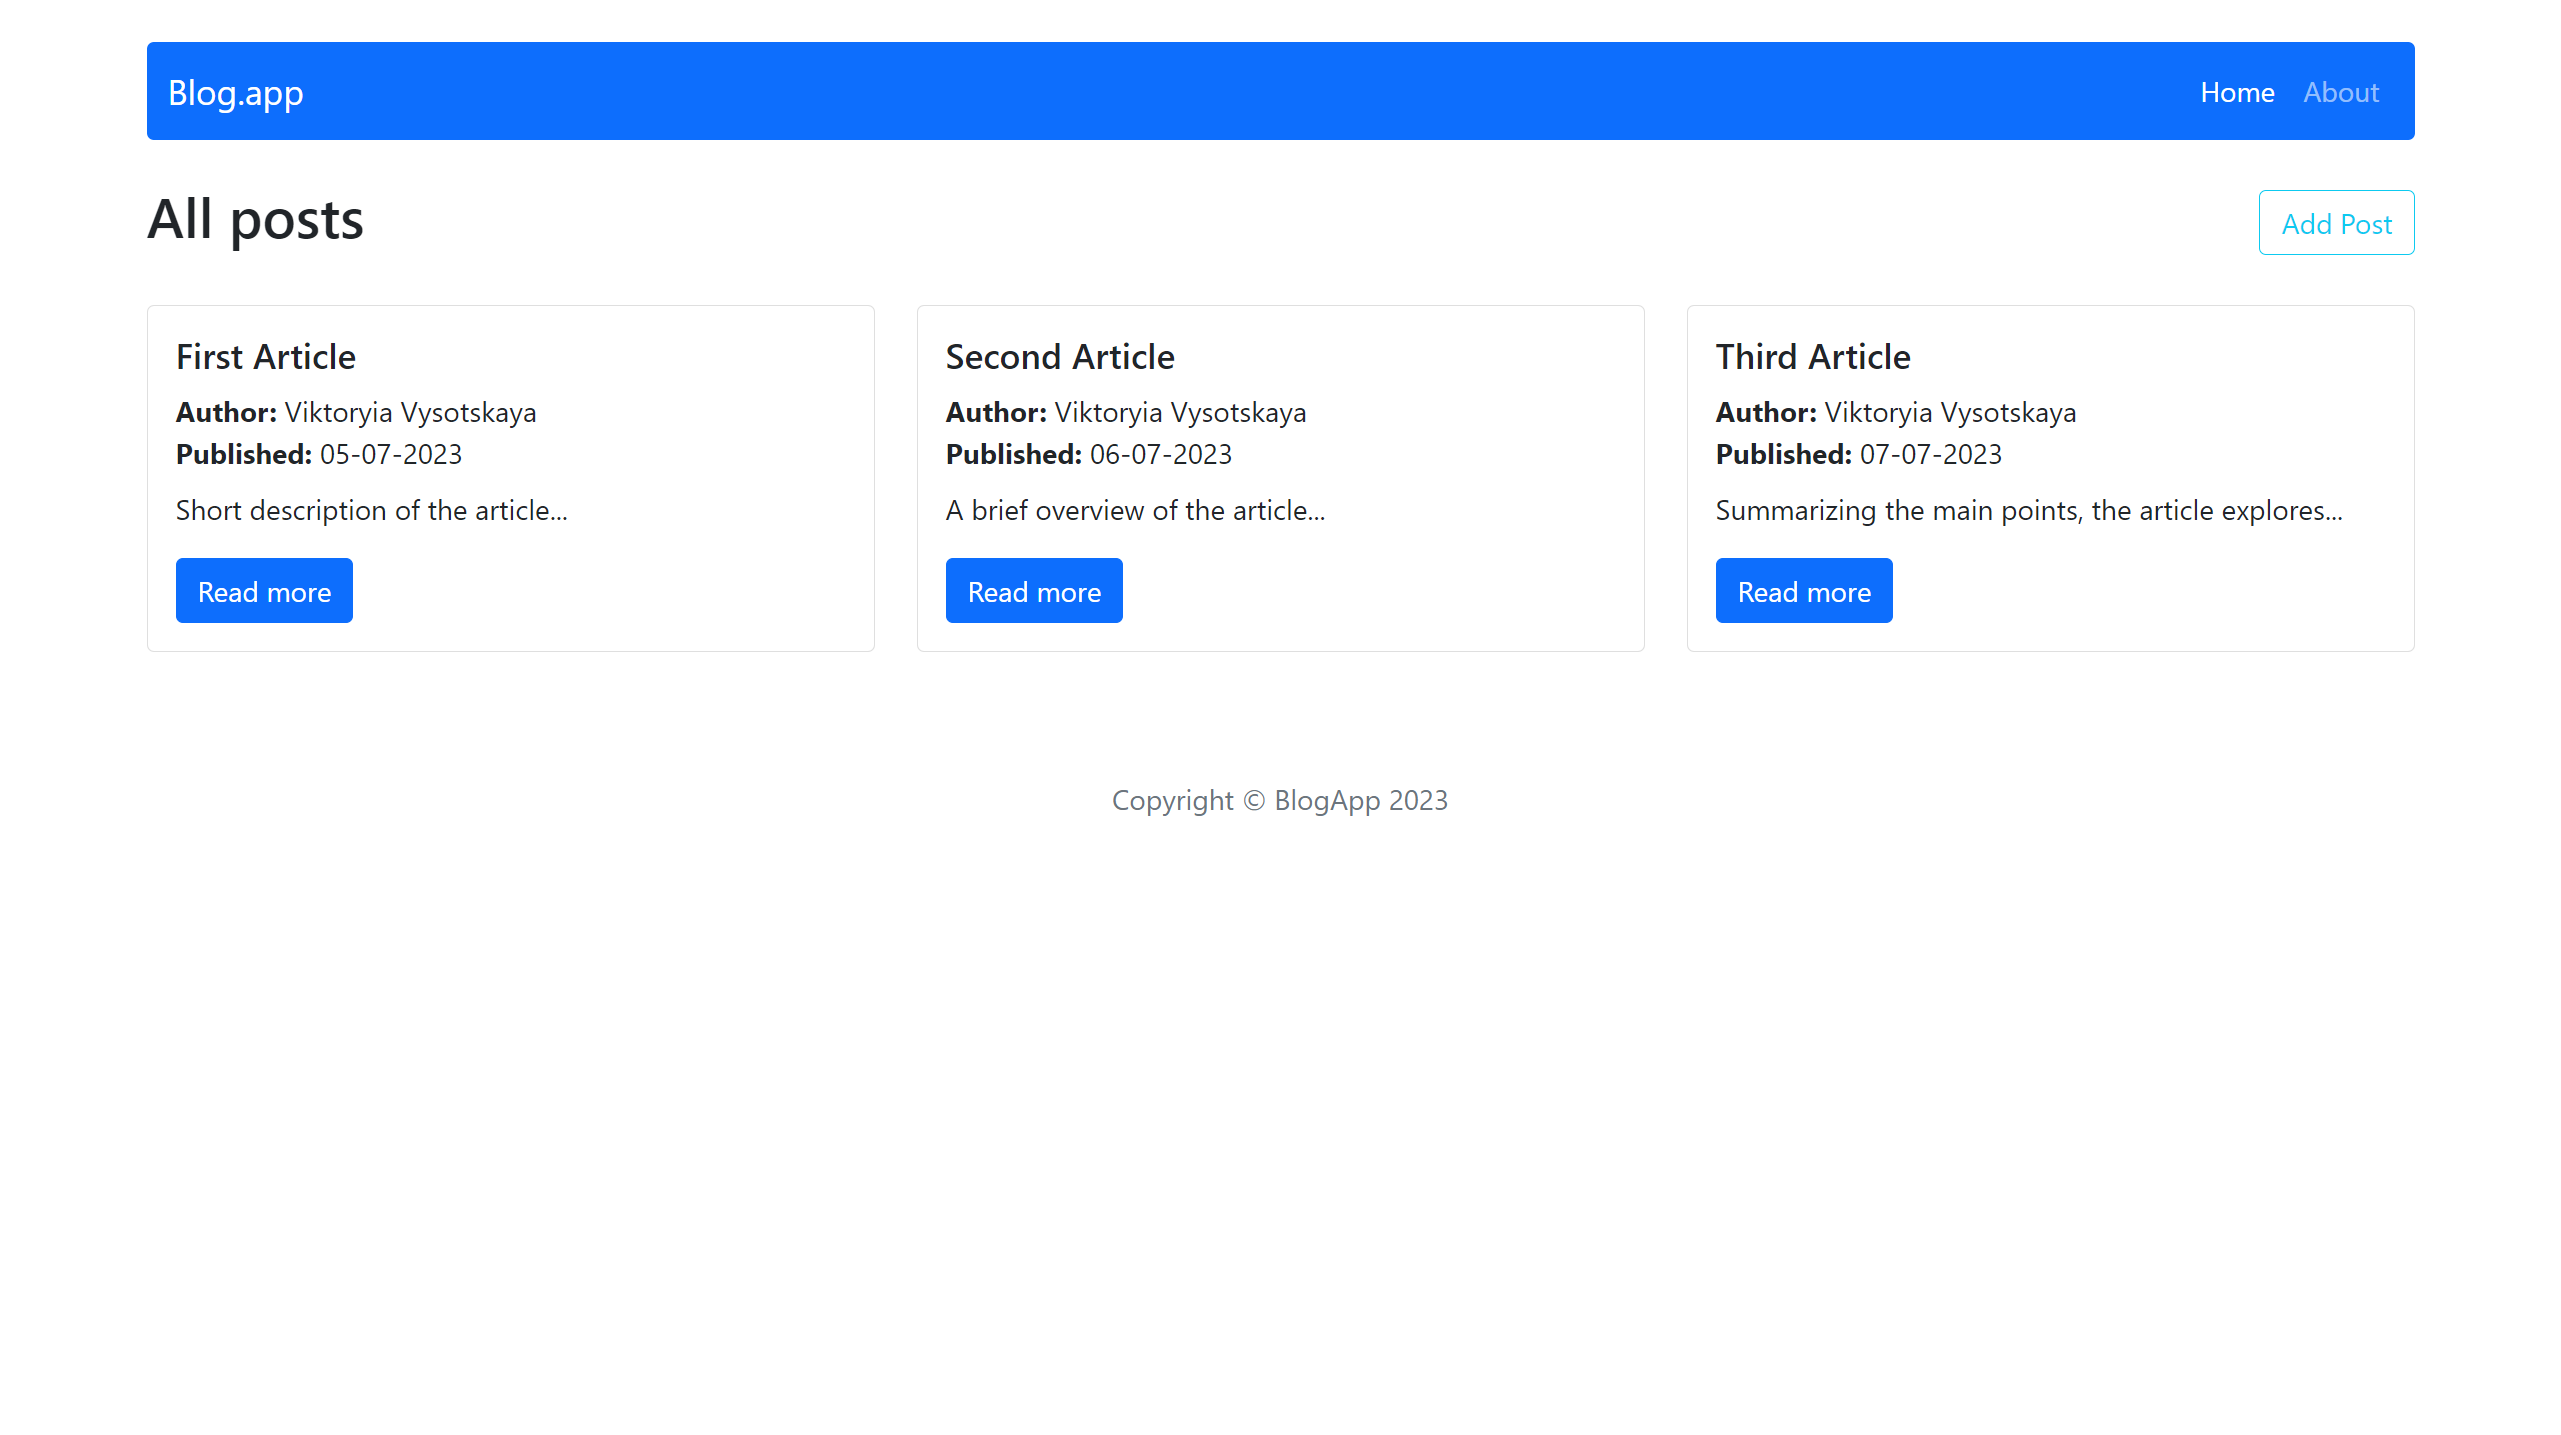 Blog.app
Home About
All posts
Add Post
First Article
Author: Viktoryia Vysotskaya
Published: 05-07-2023
Short description of the article...
Read more
Second Article
Author: Viktoryia Vysotskaya
Published: 06-07-2023
A brief overview of the article...
Read more
Third Article
Author: Viktoryia Vysotskaya
Published: 07-07-2023
Summarizing the main points, the article explores...
Read more
Copyright © BlogApp 2023